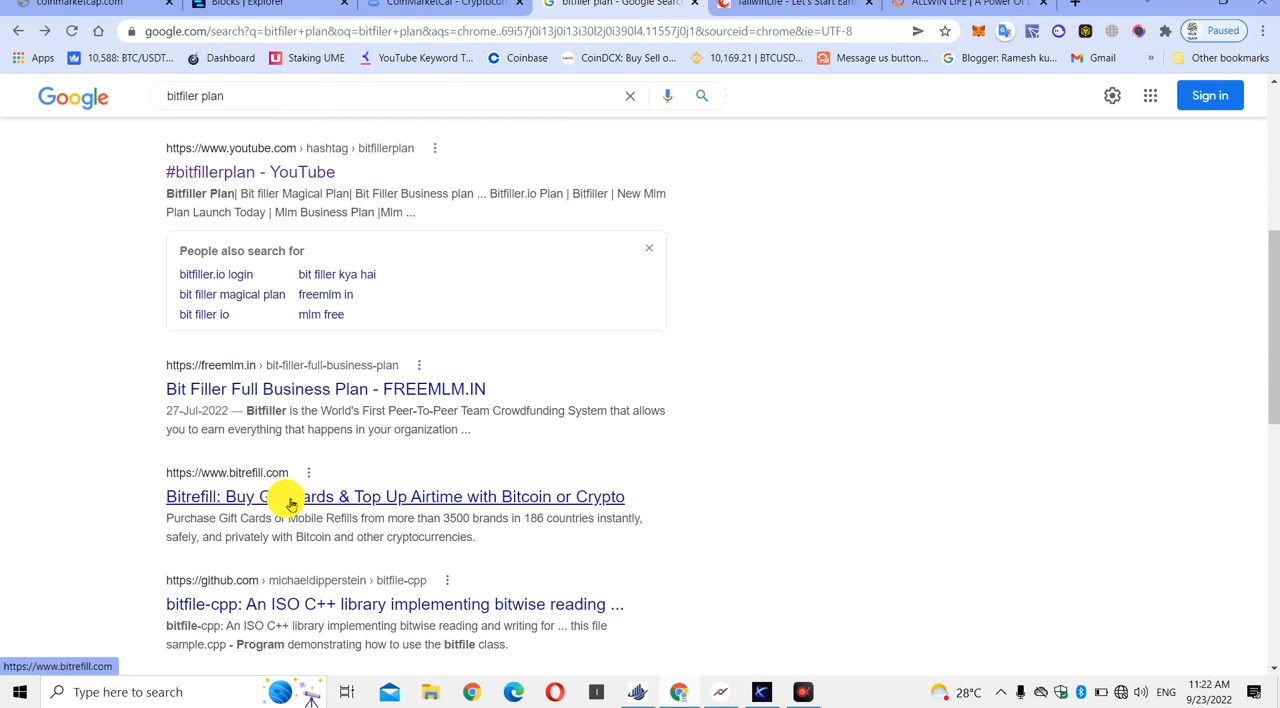 coinmarketcap.com
Blocks | Explorer
CoinMarketCal - Cryptocur
bitfiler plan - Google Search
TailwinLife - Let's Start Earn
ALLWIN LIFE | A Power Of L
google.com/search?q=bitfiler+plan&oq=bitfiler+plan&aqs=chrome..69i57j0i13j0i13i30l2j0i390l4.11557j0j1&sourceid=chrome&ie=UTF-8
Paused
Apps
10,588: BTC/USDT...
Dashboard
Staking UME
YouTube Keyword T...
Coinbase
CoinDCX: Buy Sell o...
10,169.21 | BTCUSD...
Message us button...
Blogger: Ramesh ku...
Gmail
»
Other bookmarks
Google
bitfiler plan
Sign in
https://www.youtube.com › hashtag › bitfillerplan
#bitfillerplan - YouTube
Bitfiller Plan| Bit filler Magical Plan| Bit Filler Business plan ... Bitfiller.io Plan | Bitfiller | New Mlm
Plan Launch Today | Mlm Business Plan |Mlm ...
People also search for
bitfiller.io login
bit filler kya hai
bit filler magical plan
freemlm in
bit filler io
mlm free
https://freemlm.in › bit-filler-full-business-plan
Bit Filler Full Business Plan - FREEMLM.IN
27-Jul-2022 — Bitfiller is the World's First Peer-To-Peer Team Crowdfunding System that allows
you to earn everything that happens in your organization ...
https://www.bitrefill.com
Bitrefill: Buy G ards & Top Up Airtime with Bitcoin or Crypto
Purchase Gift Cards or Mobile Refills from more than 3500 brands in 186 countries instantly,
safely, and privately with Bitcoin and other cryptocurrencies.
https://github.com › michaeldipperstein › bitfile-cpp
bitfile-cpp: An ISO C++ library implementing bitwise reading ...
bitfile-cpp: An ISO C++ library implementing bitwise reading and writing for ... this file
sample.cpp - Program demonstrating how to use the bitfile class.
https://www.bitrefill.com
Type here to search
28°C
ENG
11:22 AM
9/23/2022